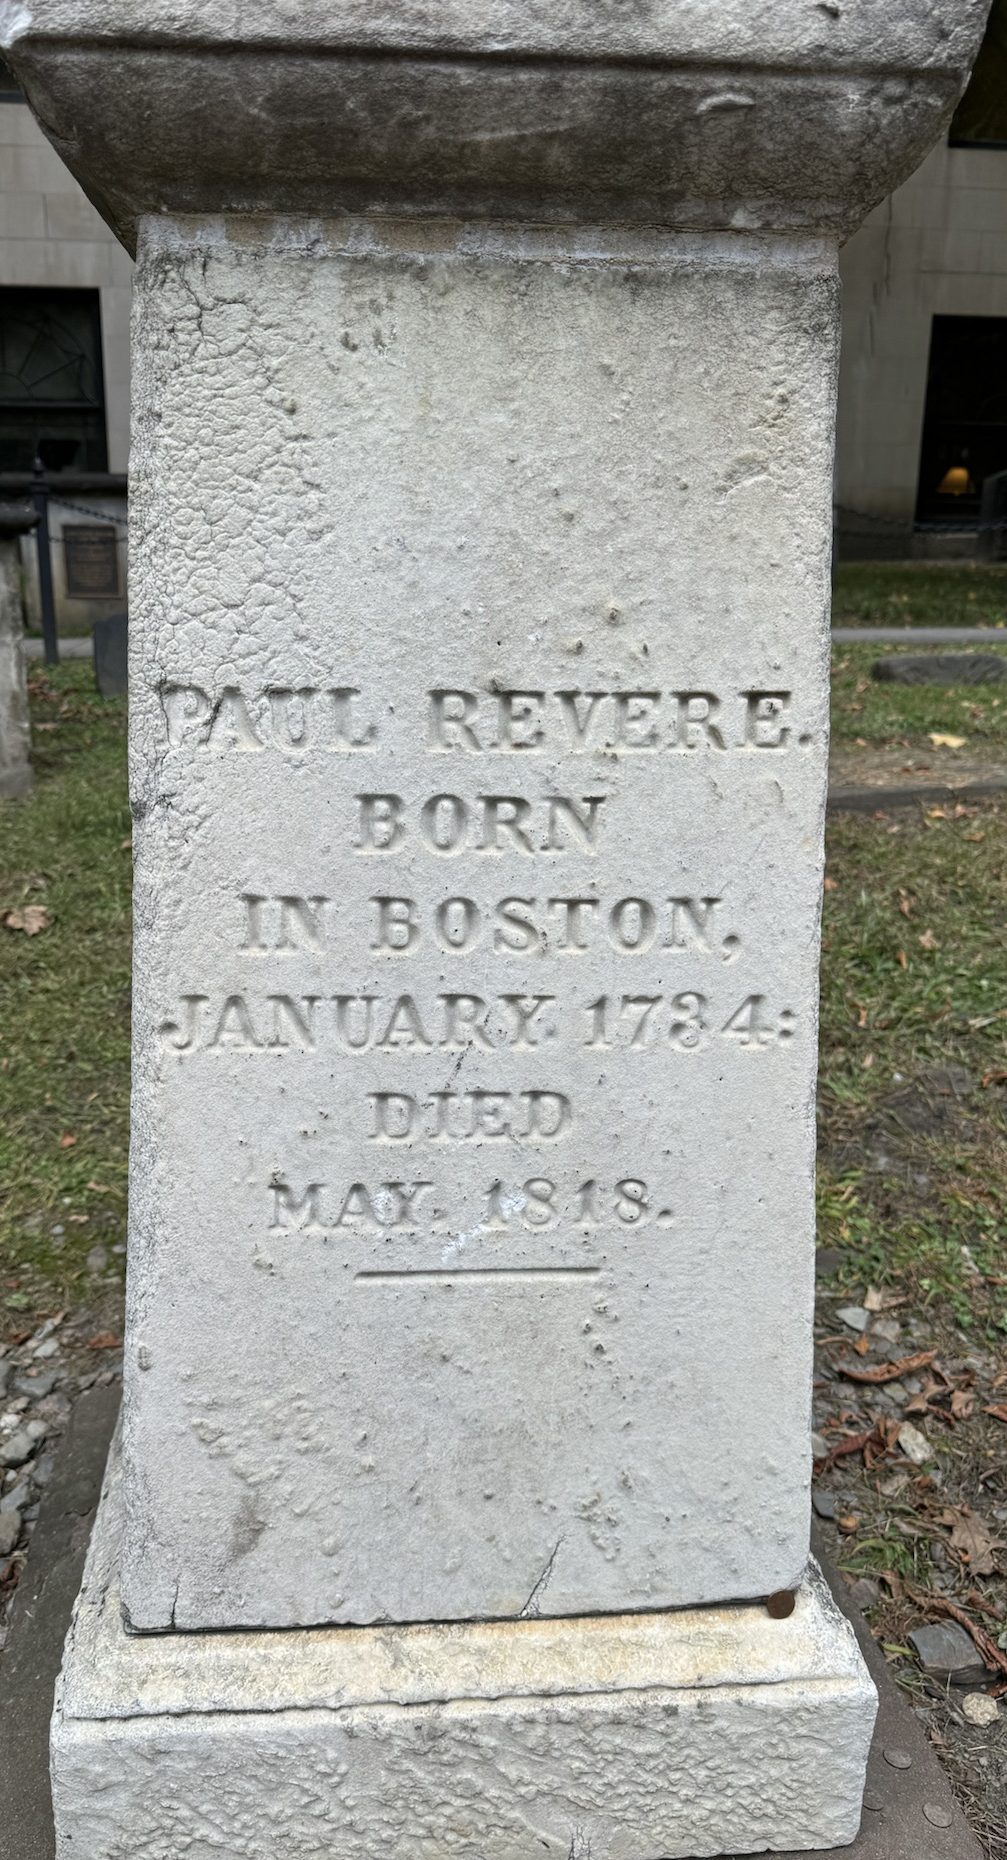 PAUL REVERE.
BORN
IN BOSTON,
JANUARY 1734:
DIED
MAY. 1818.